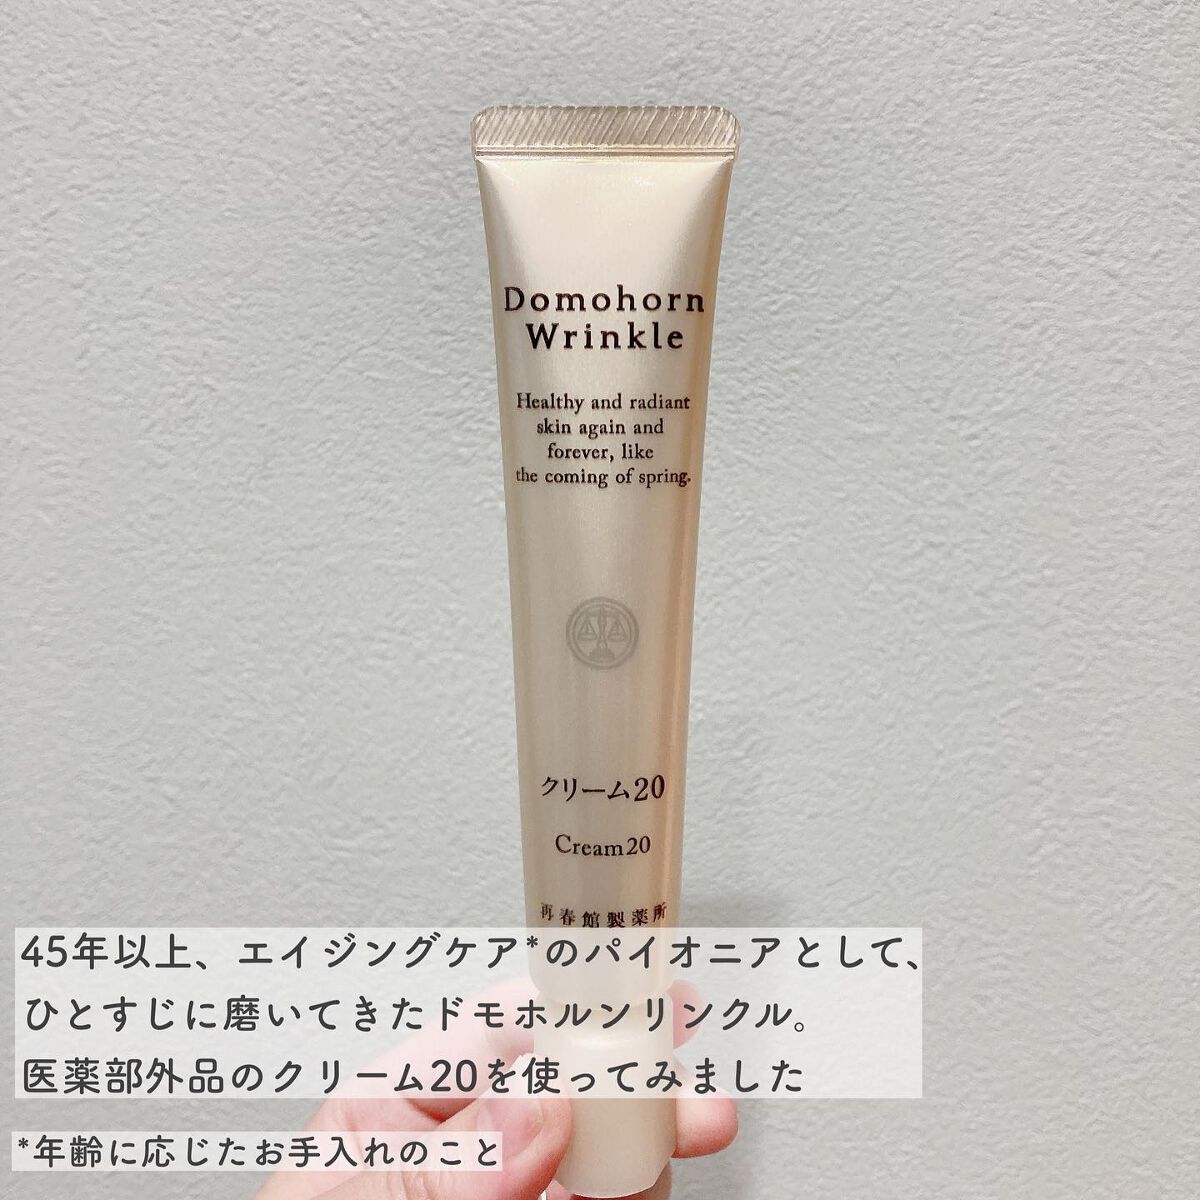 Domohorn
Wrinkle
Healthy and radiant
skin again and
forever, like
the coming of spring.
クリーム20
Cream20
再春館製薬所
45年以上、エイジングケア*のパイオニアとして、
ひとすじに磨いてきたドモホルンリンクル。
医薬部外品のクリーム20を使ってみました
*年齢に応じたお手入れのこと